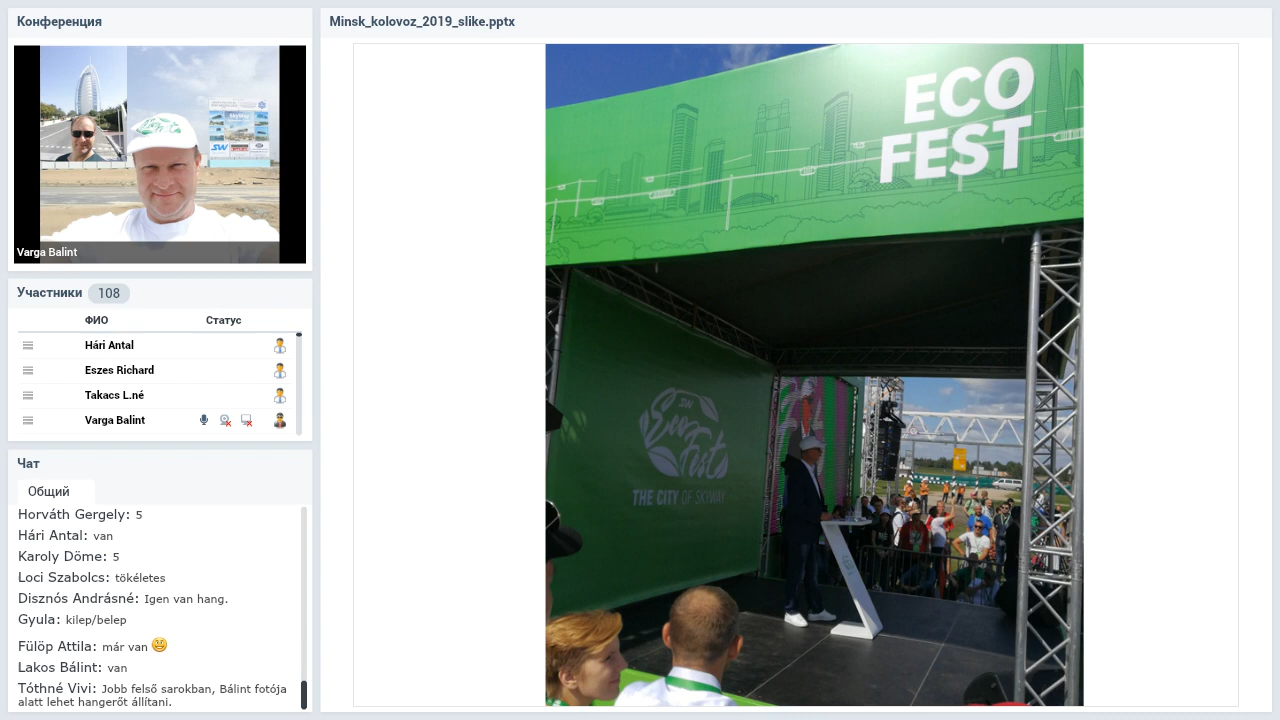 Конференция
Varga Balint
Участники 108
ФИО Статус
Hári Antal
Eszes Richard
Takacs L.né
Varga Balint
Чат
Общий
Horváth Gergely: 5
Hári Antal: van
Karoly Döme: 5
Loci Szabolcs: tökéletes
Disznós Andrásné: Igen van hang.
Gyula: kilep/belep
Fülöp Attila: már van
Lakos Bálint: van
Tóthné Vivi: Jobb felső sarokban, Bálint fotója
alatt lehet hangerőt állítani.
Minsk_kolovoz_2019_slike.pptx
ECO
FEST
SW
Eco
Fest
THE CITY OF SKYWAY
SkyWay
SW